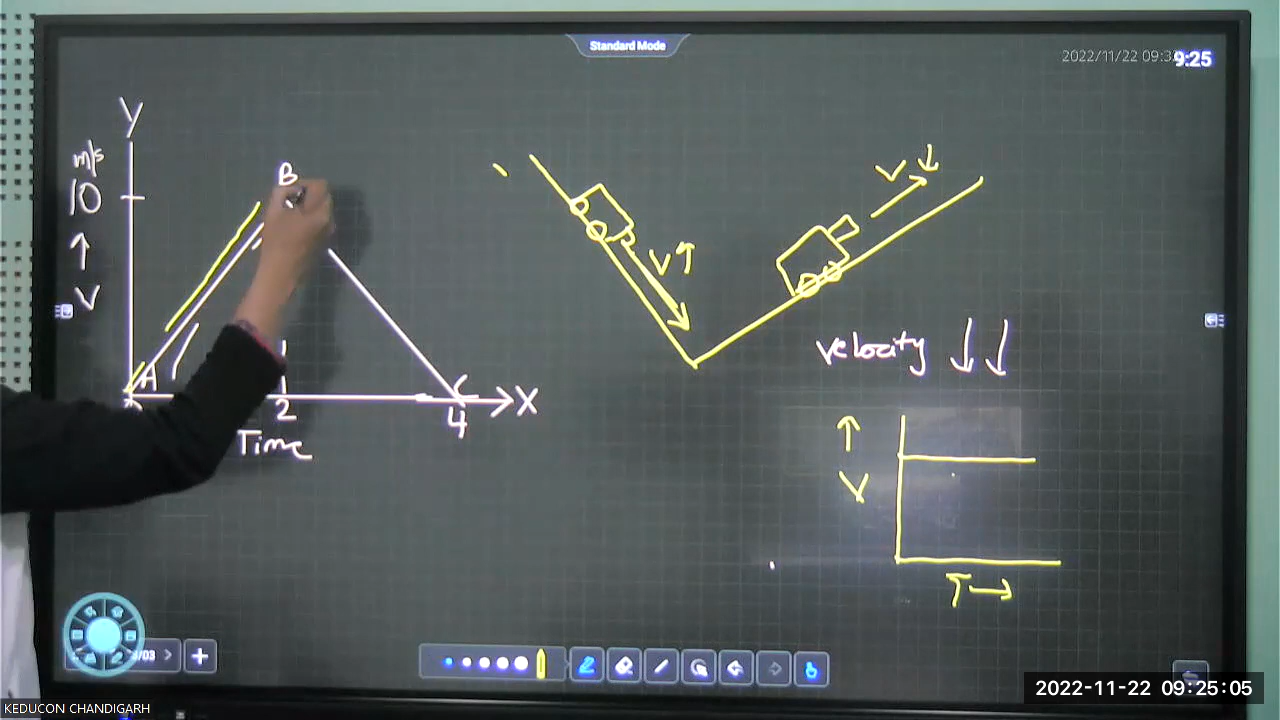 Standard Mode
2022/11/22 09:3
9:25
Y
m/s
10
V
B
A
C
2
4
X
Time
V↑
V↓
velocity ↓↓
↑
V
T→
/03
KEDUCON CHANDIGARH
2022-11-22 09:25:05